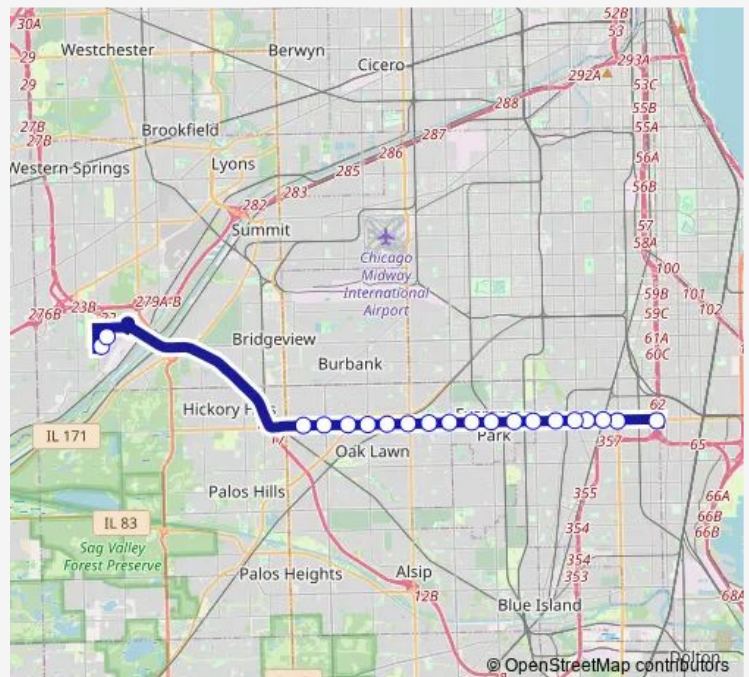 30A
Westchester
Berwyn
52B
53
29
29
Cicero
293A
292A
53C
288
55B
55A
27B
27B
Brookfield
287
Western Springs
Lyons
286
285
283
56A
56B
282
Summit
57
58A
Chicago
Midway
International
Airport
100
101
102
59B
59C
276B
23B
279A-B
61A
60C
Bridgeview
Burbank
Hickory Hills
62
Park
IL 171
Oak Lawn
357
65
Palos Hills
355
66A
66B
66B
IL 83
354
Sag Valley
Forest Preserve
354
353
Palos Heights
Alsip
12B
68A
Blue Island
Dolton
© OpenStreetMap contributors